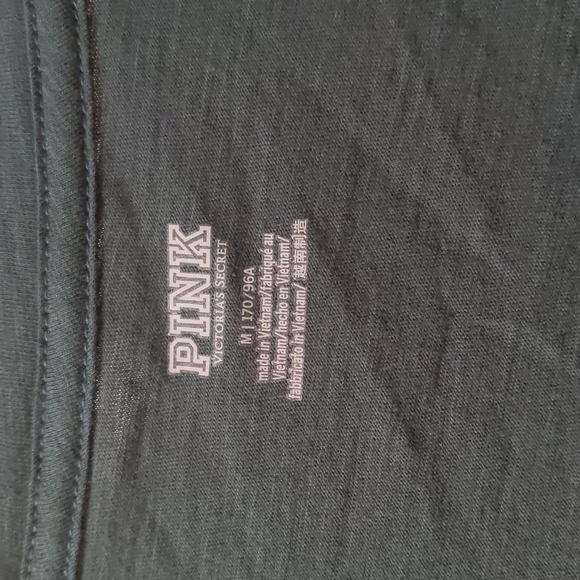 PINK
VICTORIA'S SECRET
M | 170/96A
made in Vietnam/fabriqué au
Vietnam/hecho en Vietnam/
fabbricato in Vietnam/ 越南制造